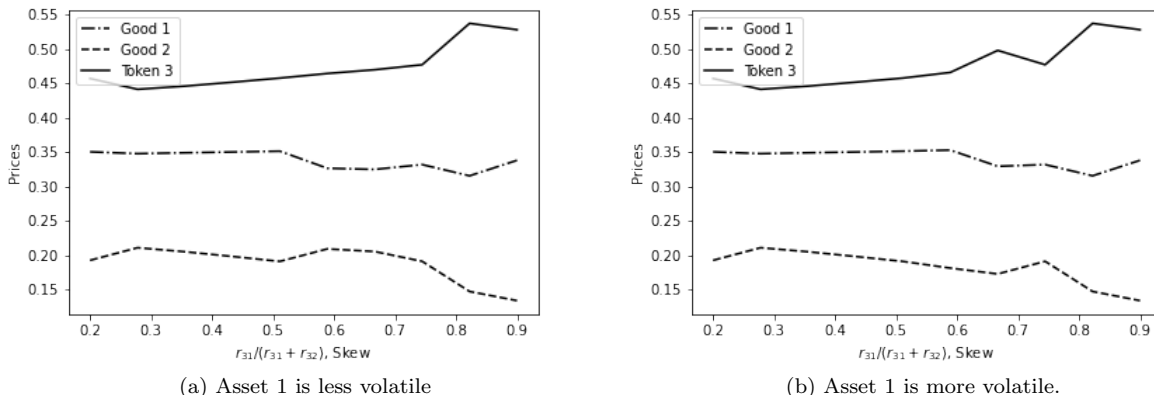 0.55
0.50
0.45
0.40
0.35
0.30
0.25
0.20
0.15
Prices
Good 1
Good 2
Token 3
0.2 0.3 0.4 0.5 0.6 0.7 0.8 0.9
r₃₁/(r₃₁ + r₃₂), Skew
(a) Asset 1 is less volatile
0.55
0.50
0.45
0.40
0.35
0.30
0.25
0.20
0.15
Prices
Good 1
Good 2
Token 3
0.2 0.3 0.4 0.5 0.6 0.7 0.8 0.9
r₃₁/(r₃₁ + r₃₂), Skew
(b) Asset 1 is more volatile.